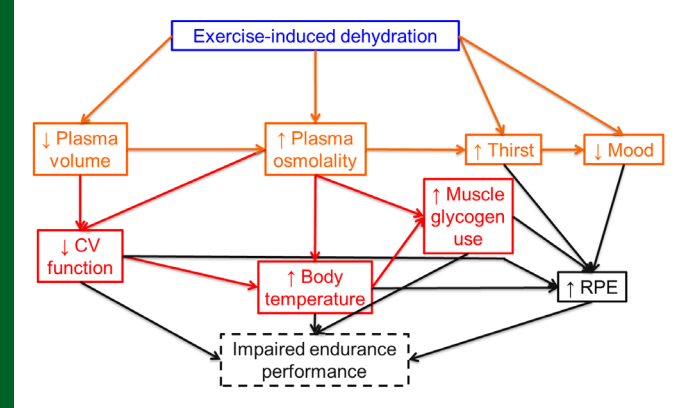 Exercise-induced dehydration
↓ Plasma
volume
↑ Plasma
osmolality
↑ Thirst
↓ Mood
↑ Muscle
glycogen
use
↓ CV
function
↑ Body
temperature
↑ RPE
Impaired endurance
performance